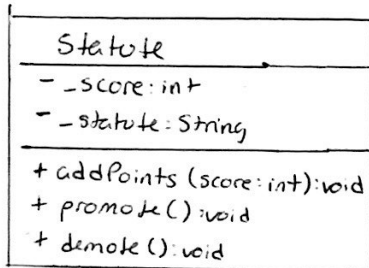 Statute
- _score: int
- _statute: String
+ addPoints (score: int): void
+ promote(): void
+ demote(): void